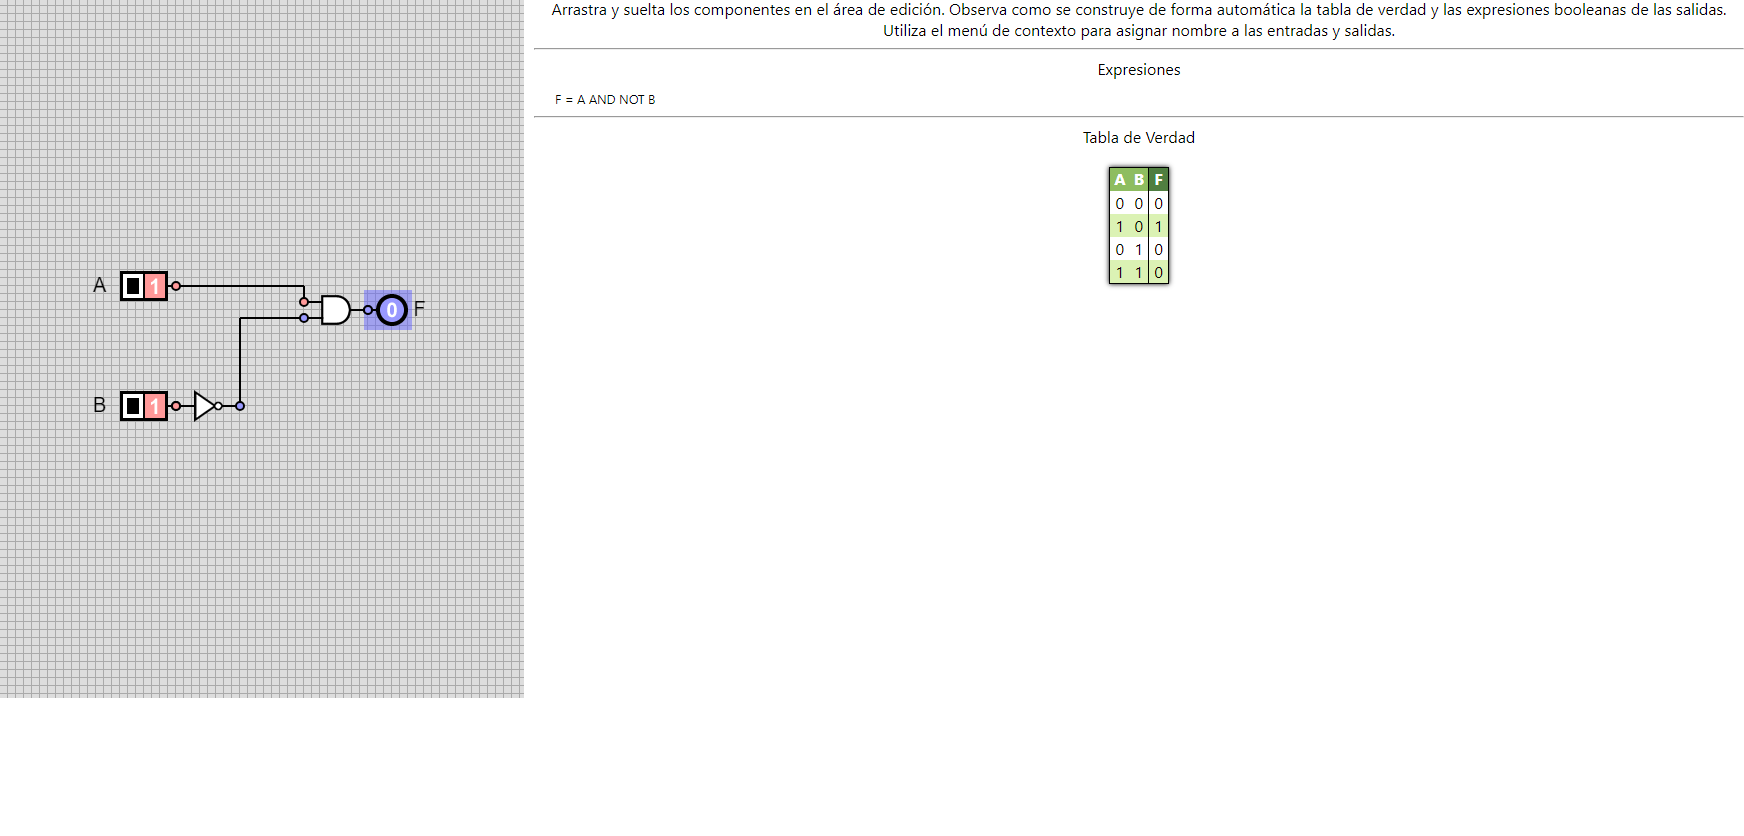 Arrastra y suelta los componentes en el área de edición. Observa como se construye de forma automática la tabla de verdad y las expresiones booleanas de las salidas.
Utiliza el menú de contexto para asignar nombre a las entradas y salidas.
Expresiones
F = A AND NOT B
Tabla de Verdad
A B F
0 0 0
1 0 1
0 1 0
1 1 0
A 1
0 F
B 1